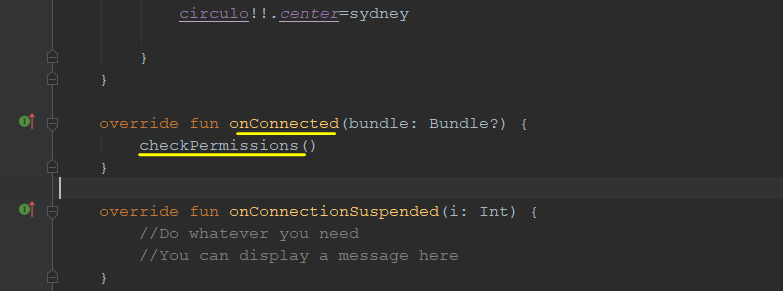 circulo!!.center=sydney
}
}
override fun onConnected(bundle: Bundle?) {
checkPermissions()
}
override fun onConnectionSuspended(i: Int) {
//Do whatever you need
//You can display a message here
}